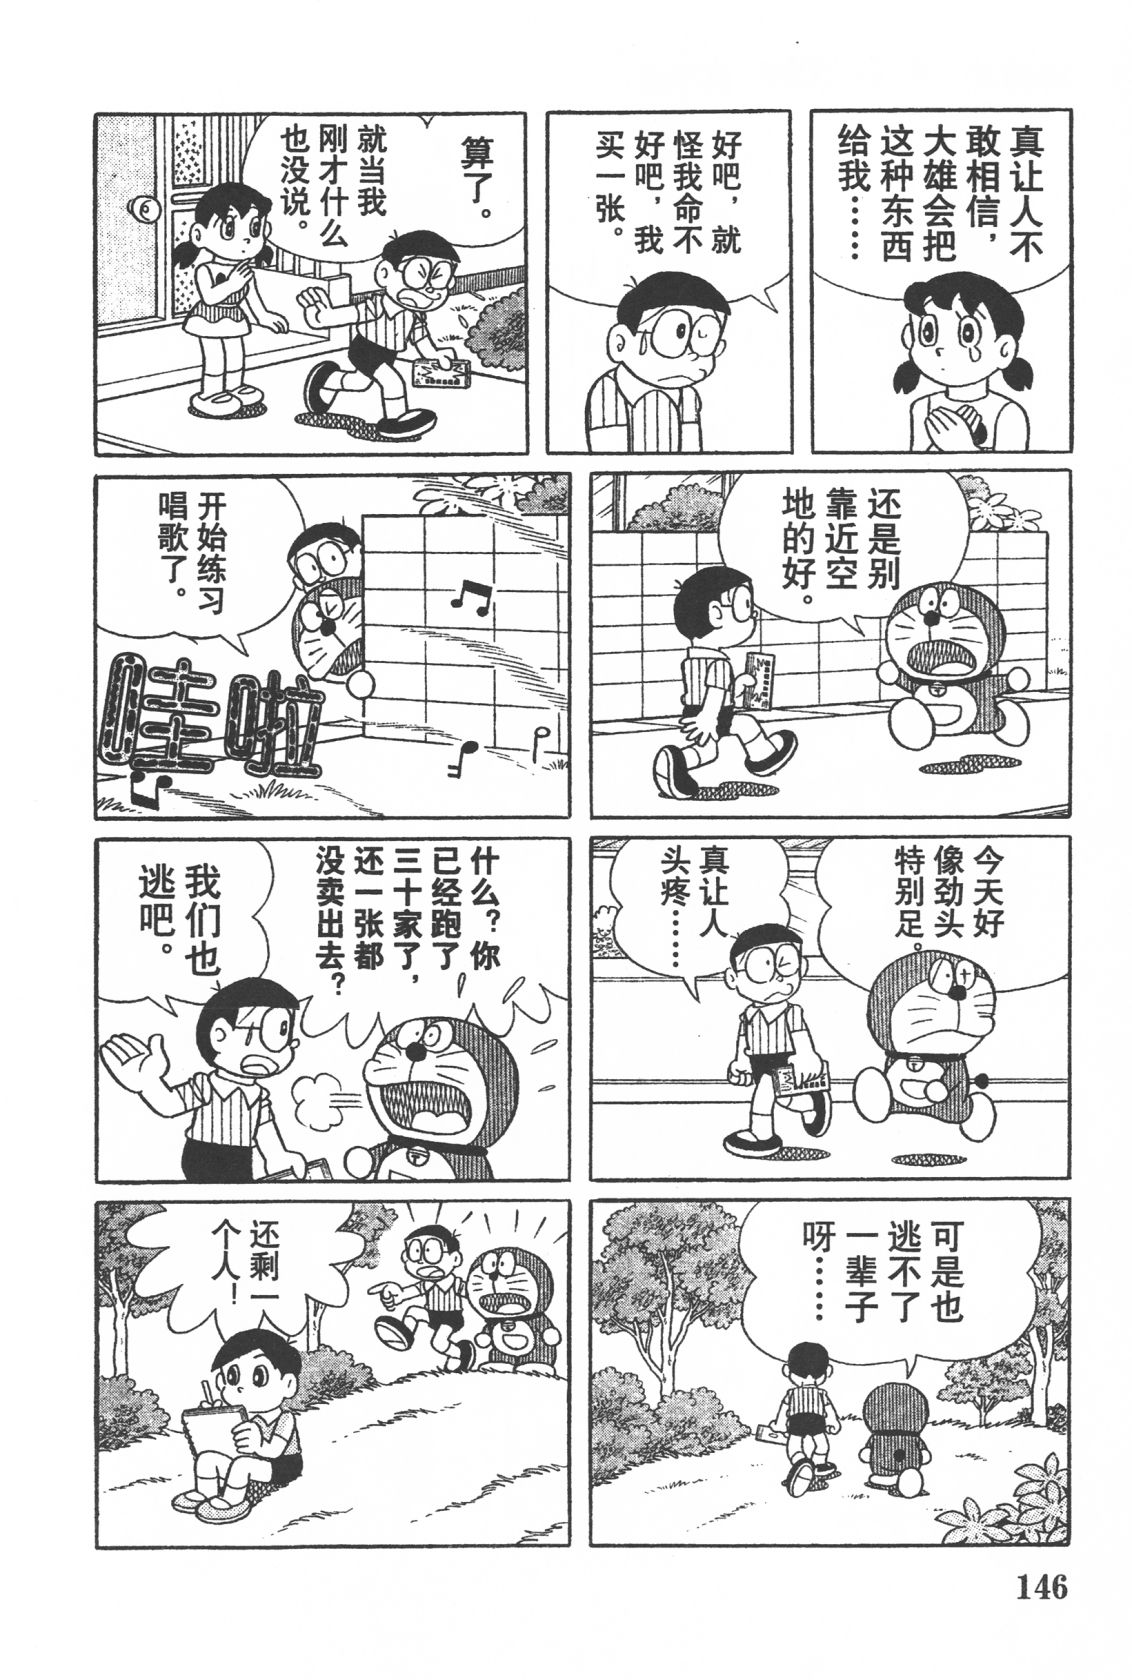 真让人不
敢相信，
大雄会把
这种东西
给我……
好吧，就
怪我命不
好吧，我
买一张。
算了。
就当我
刚才什么
也没说。
还是别
靠近空
地的好。
开始练习
唱歌了。
哇啦
今天好
像劲头
特别足。
真让人
头疼……
什么？你
已经跑了
三十家了，
还一张都
没卖出去？
我们也
逃吧。
可是也
逃不了
一辈子
呀……
还剩一
个人！
146